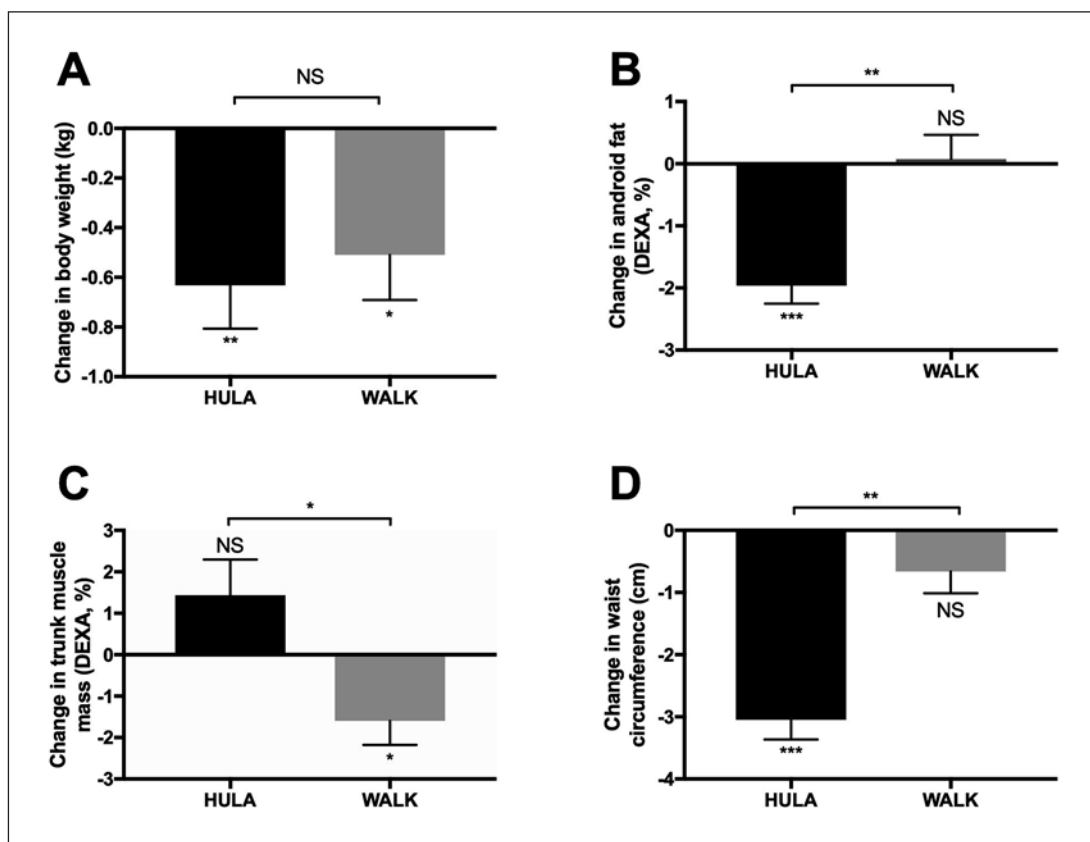 A
NS
Change in body weight (kg)
0.0
-0.2
-0.4
-0.6
-0.8
-1.0
**
*
HULA
WALK
B
**
Change in android fat
(DEXA, %)
1
0
-1
-2
-3
NS
***
HULA
WALK
C
*
Change in trunk muscle
mass (DEXA, %)
3
2
1
0
-1
-2
-3
NS
*
HULA
WALK
D
**
Change in waist
circumference (cm)
0
-1
-2
-3
-4
NS
***
HULA
WALK